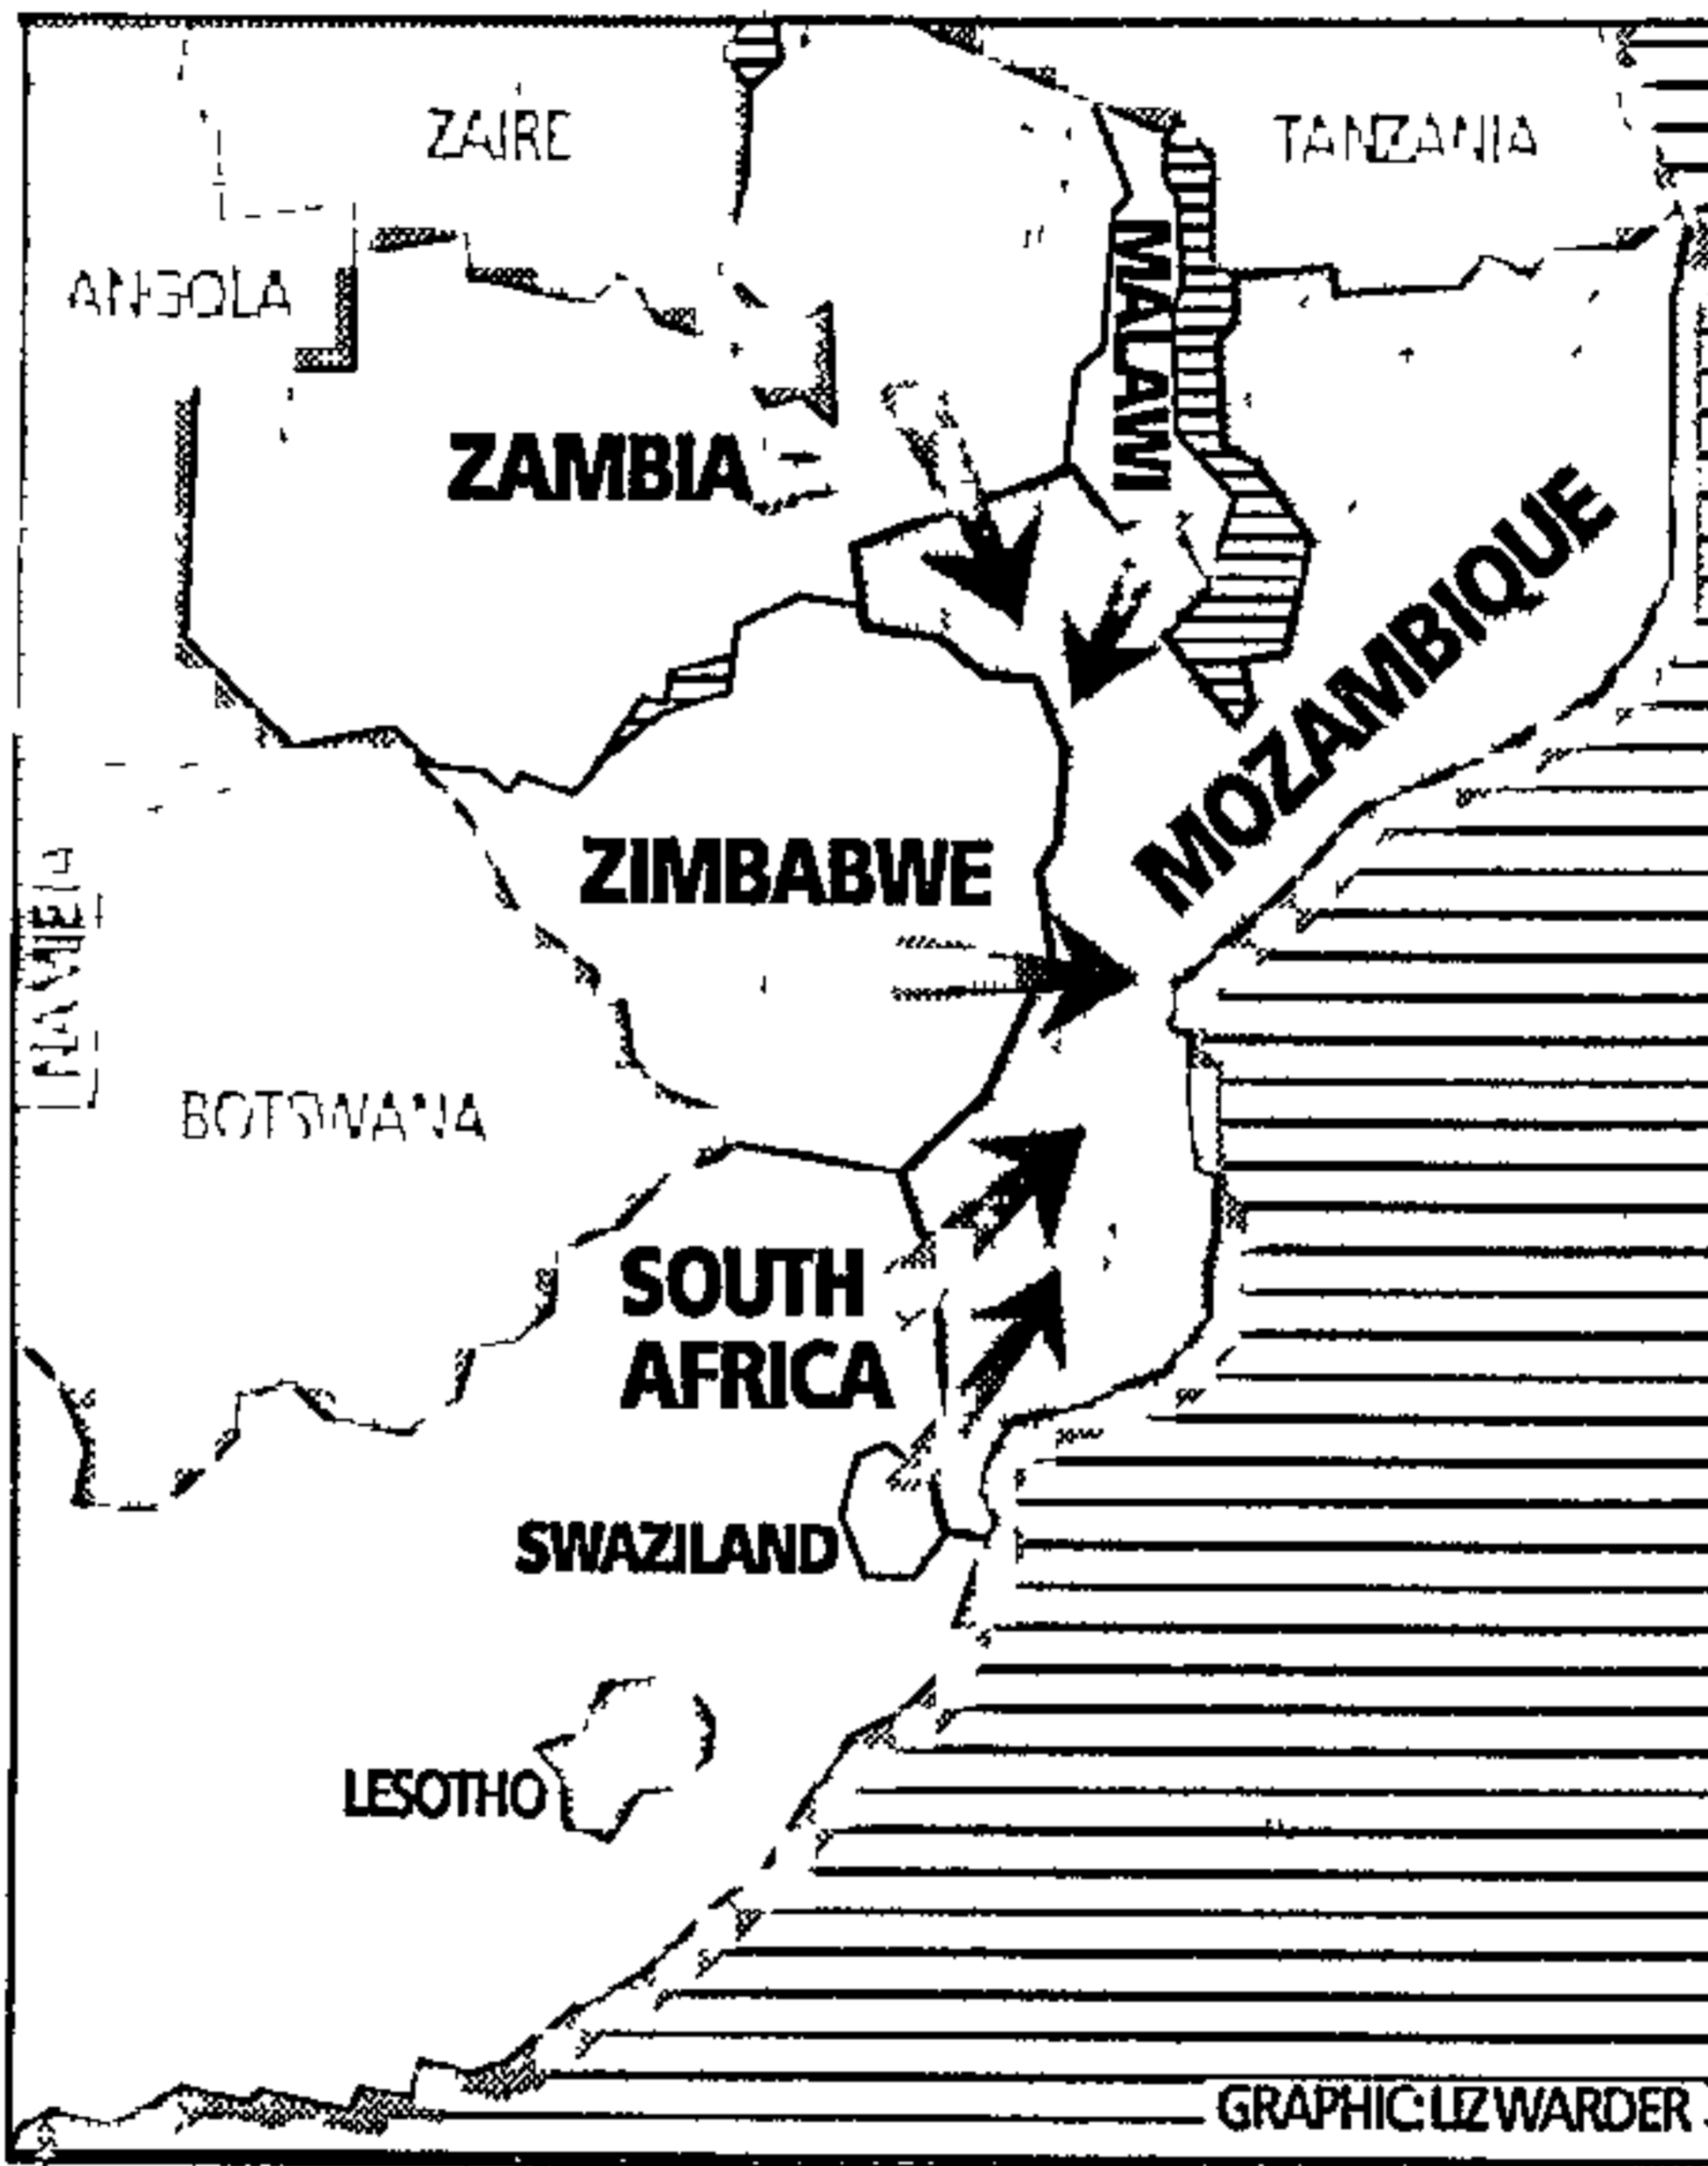 ZAIRE
TANZANIA
ANGOLA
MALAWI
ZAMBIA
MOZAMBIQUE
ZIMBABWE
NAMIBIA
BOTSWANA
SOUTH
AFRICA
SWAZILAND
LESOTHO
GRAPHIC: LIZ WARDER